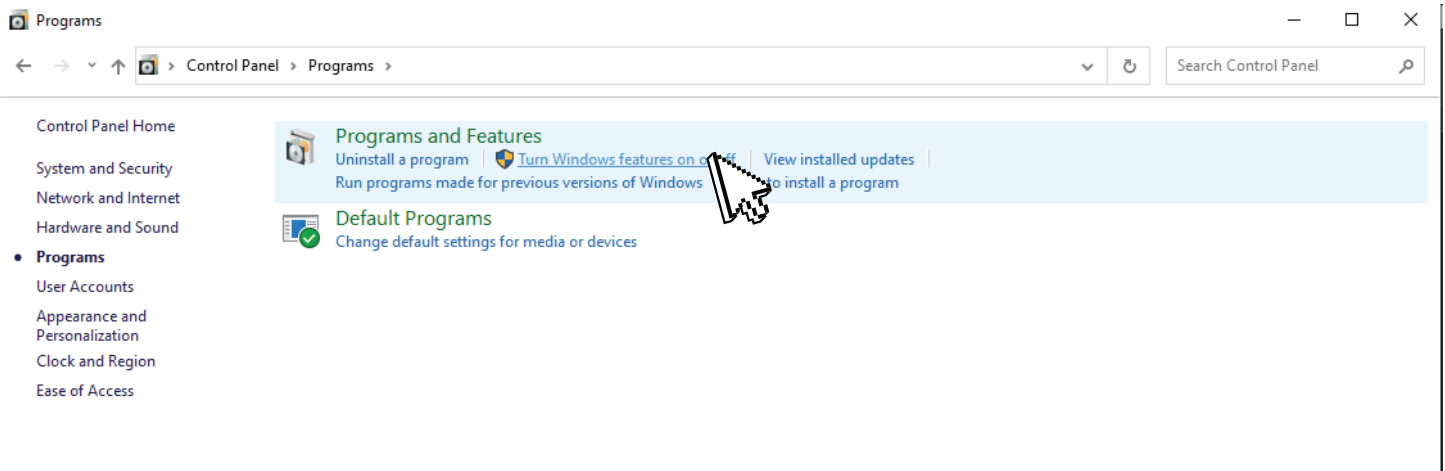 Programs
Control Panel > Programs >
Search Control Panel
Control Panel Home
System and Security
Network and Internet
Hardware and Sound
Programs
User Accounts
Appearance and
Personalization
Clock and Region
Ease of Access
Programs and Features
Uninstall a program Turn Windows features on View installed updates
Run programs made for previous versions of Windows to install a program
Default Programs
Change default settings for media or devices